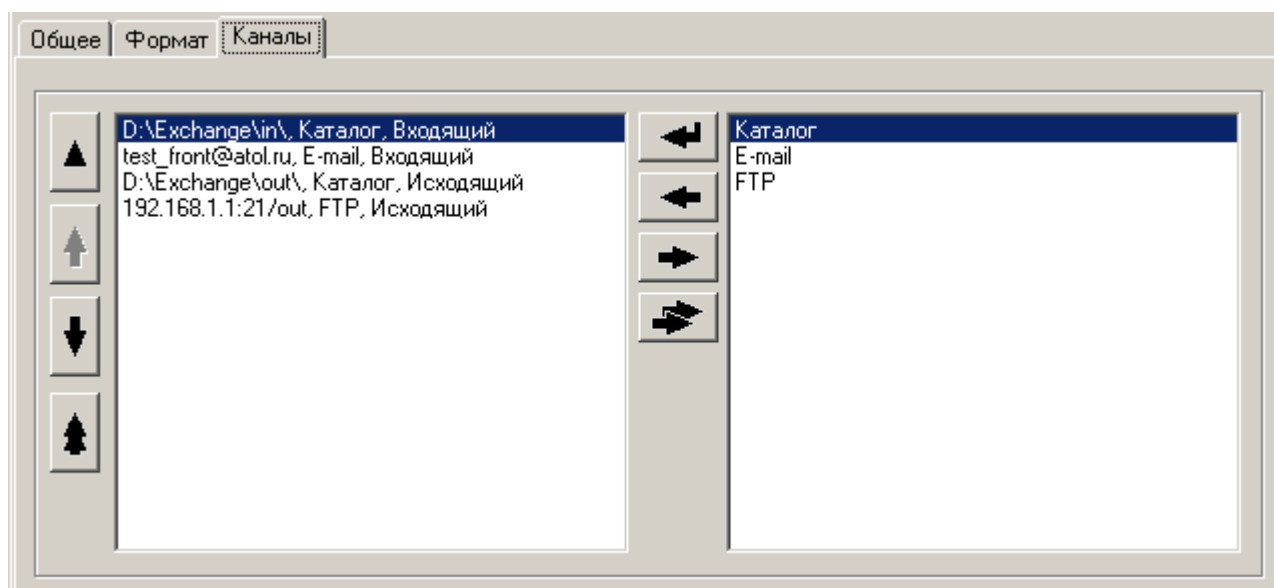 Общее Формат Каналы
D:\Exchange\in\, Каталог, Входящий
test_front@atol.ru, E-mail, Входящий
D:\Exchange\out\, Каталог, Исходящий
192.168.1.1:21/out, FTP, Исходящий
Каталог
E-mail
FTP